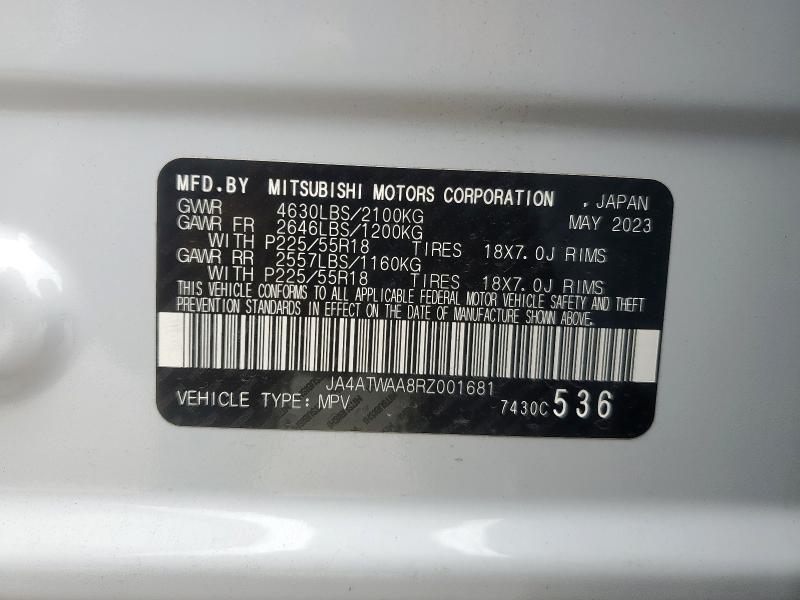 MFD.BY MITSUBISHI MOTORS CORPORATION , JAPAN
GVWR 4630LBS/2100KG MAY 2023
GAWR FR 2646LBS/1200KG
WITH P225/55R18 TIRES 18X7.0J RIMS
GAWR RR 2557LBS/1160KG
WITH P225/55R18 TIRES 18X7.0J RIMS
THIS VEHICLE CONFORMS TO ALL APPLICABLE FEDERAL MOTOR VEHICLE SAFETY AND THEFT
PREVENTION STANDARDS IN EFFECT ON THE DATE OF MANUFACTURE SHOWN ABOVE.
JA4ATWAA8RZ001681
VEHICLE TYPE: MPV 7430C 536